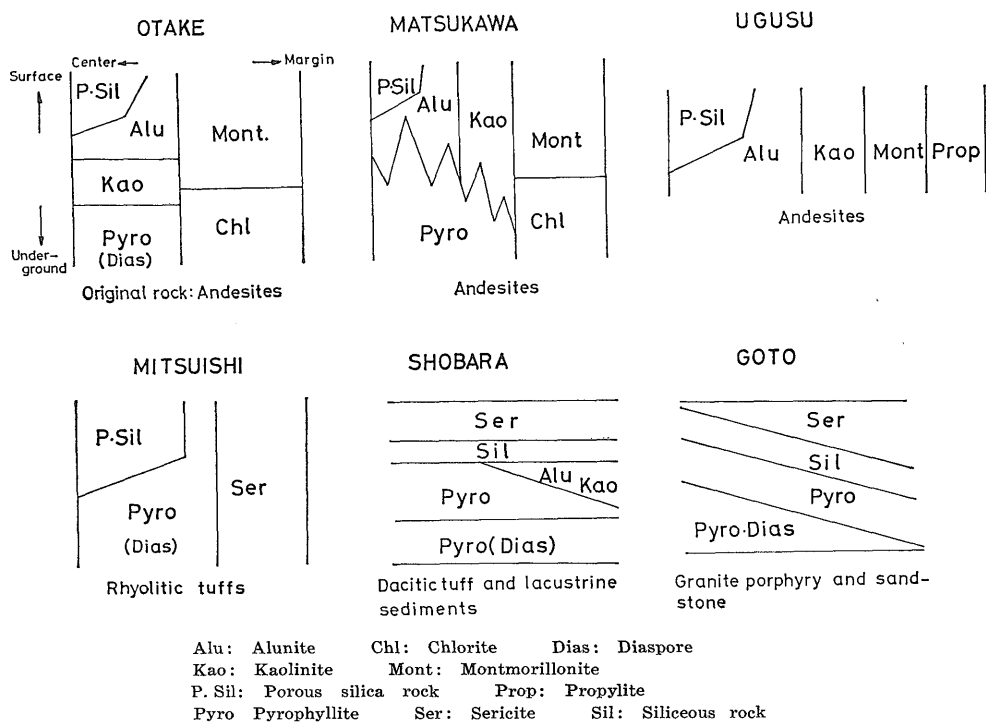 OTAKE
Surface
Center
Margin
P·Sil
Alu
Mont.
Kao
Pyro
(Dias)
Chl
Under-
ground
Original rock: Andesites
MATSUKAWA
P·Sil
Alu
Kao
Mont
Pyro
Chl
Andesites
UGUSU
P·Sil
Alu
Kao
Mont
Prop
Andesites
MITSUISHI
P·Sil
Ser
Pyro
(Dias)
Rhyolitic tuffs
SHOBARA
Ser
Sil
Alu
Kao
Pyro
Pyro(Dias)
Dacitic tuff and lacustrine
sediments
GOTO
Ser
Sil
Pyro
Pyro·Dias
Granite porphyry and sand-
stone
Alu: Alunite Chl: Chlorite Dias: Diaspore
Kao: Kaolinite Mont: Montmorillonite
P. Sil: Porous silica rock Prop: Propylite
Pyro Pyrophyllite Ser: Sericite Sil: Siliceous rock